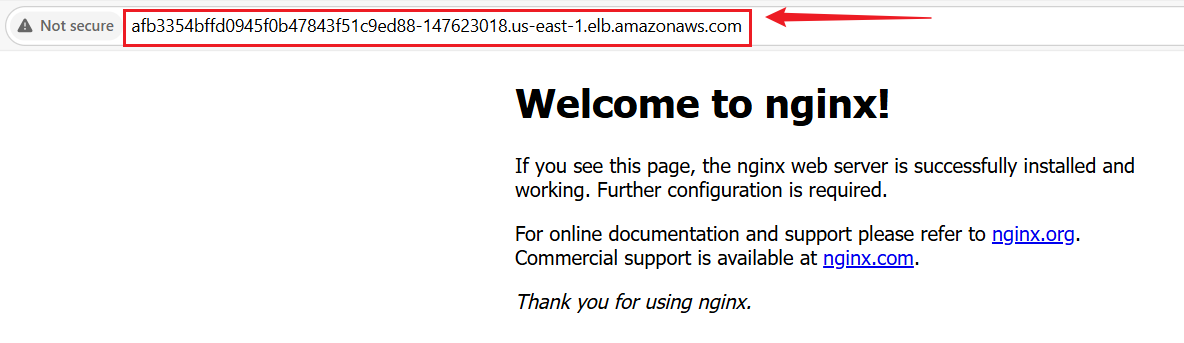 Not secure afb3354bffd0945f0b47843f51c9ed88-147623018.us-east-1.elb.amazonaws.com
Welcome to nginx!
If you see this page, the nginx web server is successfully installed and
working. Further configuration is required.
For online documentation and support please refer to nginx.org.
Commercial support is available at nginx.com.
Thank you for using nginx.